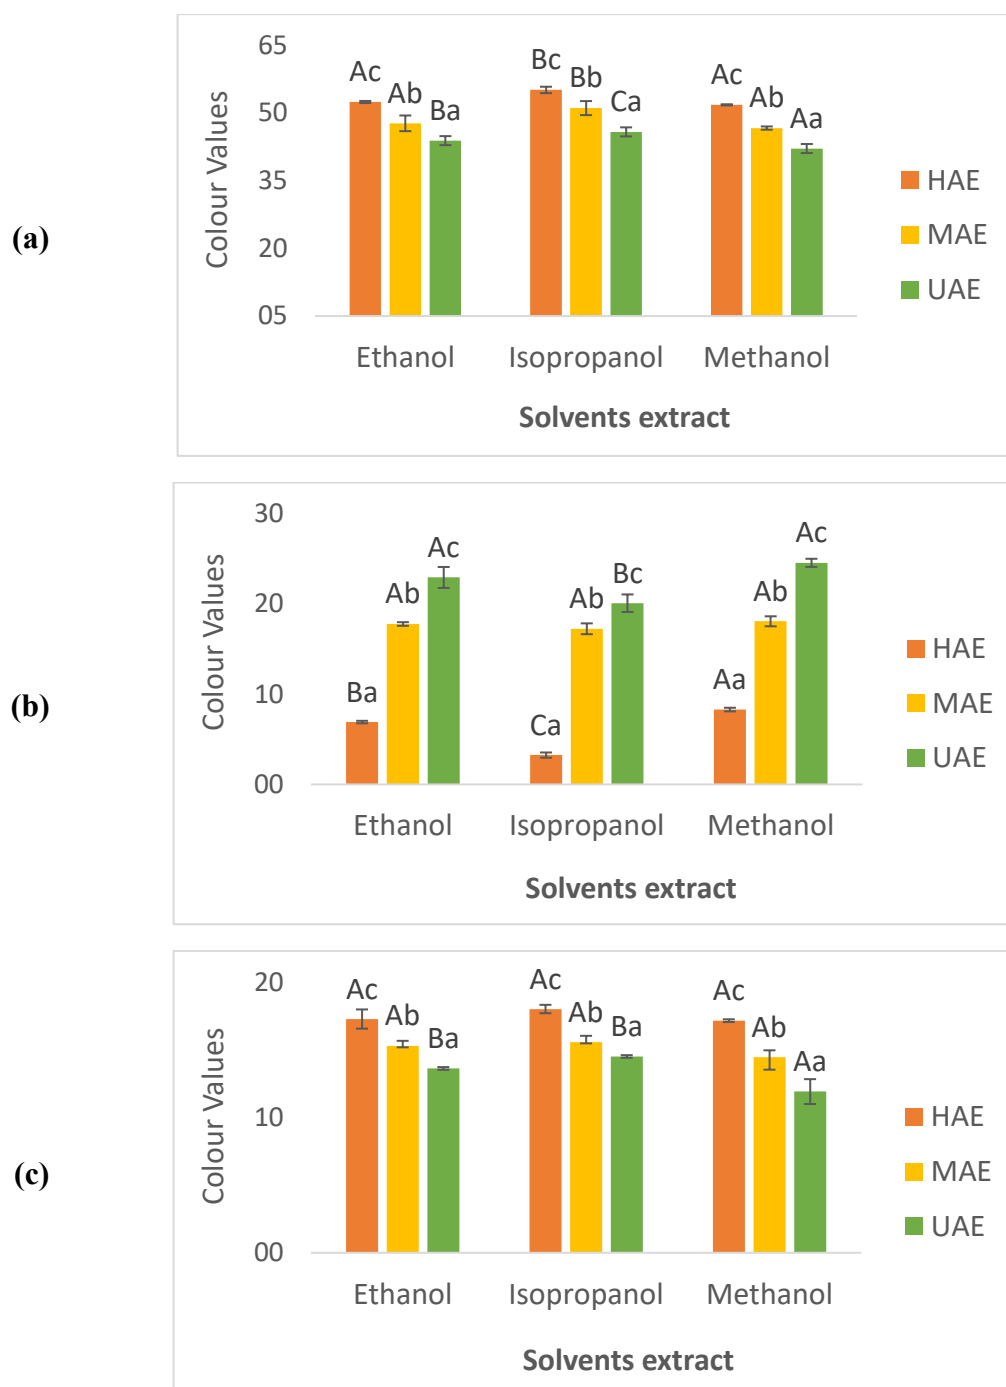 (a)
65
50
35
20
05
Colour Values
Ac Ab Ba
Bc Bb Ca
Ac Ab Aa
Ethanol Isopropanol Methanol
Solvents extract
HAE
MAE
UAE
(b)
30
20
10
00
Colour Values
Ba Ab Ac
Ca Ab Bc
Aa Ab Ac
Ethanol Isopropanol Methanol
Solvents extract
HAE
MAE
UAE
(c)
20
10
00
Colour Values
Ac Ab Ba
Ac Ab Ba
Ac Ab Aa
Ethanol Isopropanol Methanol
Solvents extract
HAE
MAE
UAE